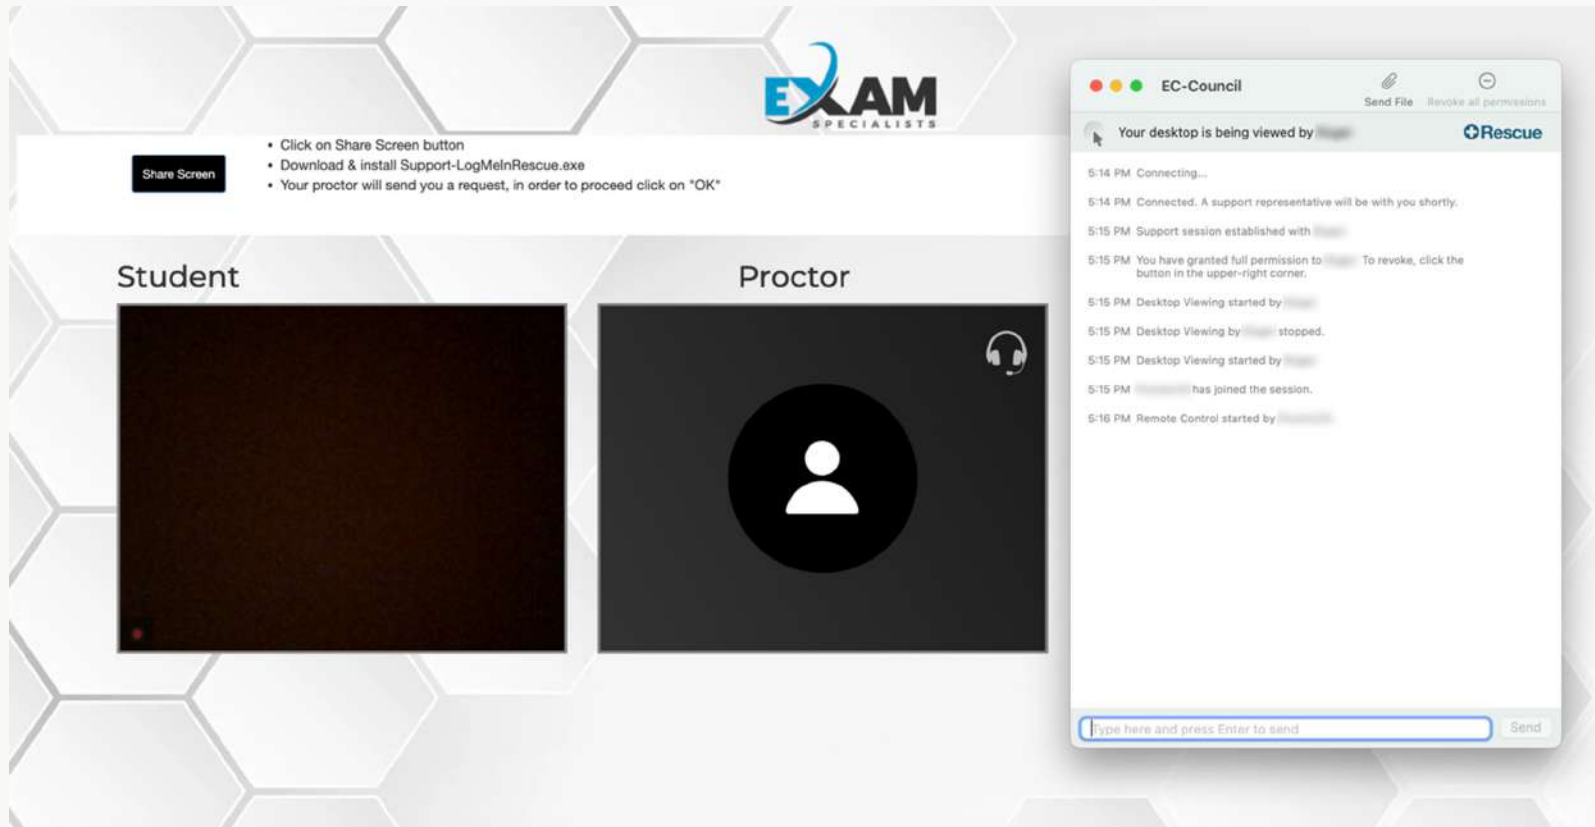 EXAM
SPECIALISTS
Share Screen
• Click on Share Screen button
• Download & install Support-LogMeInRescue.exe
• Your proctor will send you a request, in order to proceed click on "OK"
Student
Proctor
EC-Council
Send File
Revoke all permissions
Your desktop is being viewed by
Rescue
5:14 PM Connecting...
5:14 PM Connected. A support representative will be with you shortly.
5:15 PM Support session established with
5:15 PM You have granted full permission to To revoke, click the
button in the upper-right corner.
5:15 PM Desktop Viewing started by
5:15 PM Desktop Viewing by stopped.
5:15 PM Desktop Viewing started by
5:15 PM has joined the session.
5:16 PM Remote Control started by
Type here and press Enter to send
Send